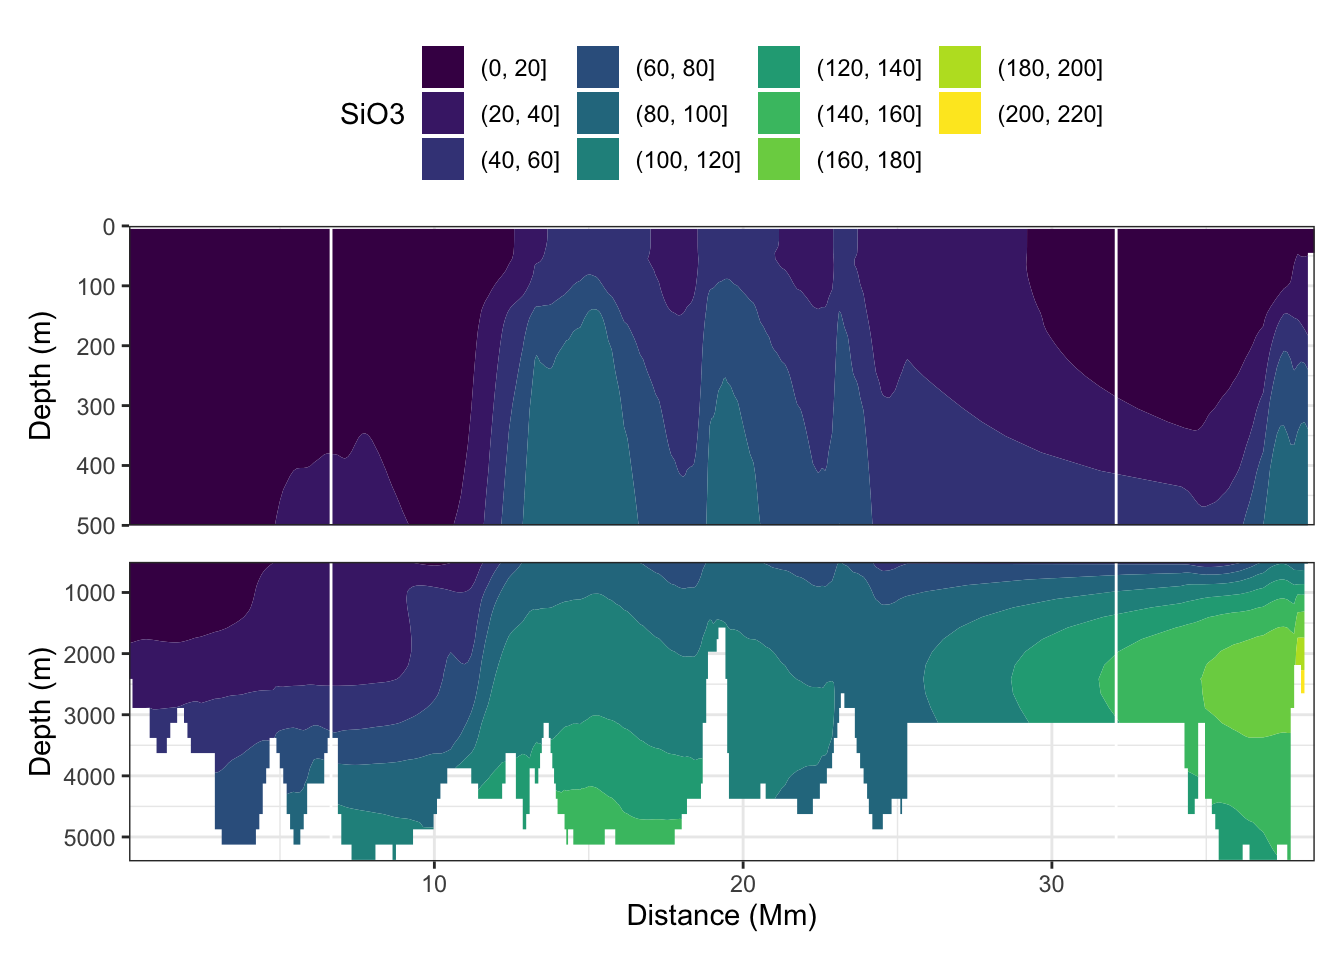 (0, 20] (60, 80] (120, 140] (180, 200]
SiO3 (20, 40] (80, 100] (140, 160] (200, 220]
(40, 60] (100, 120] (160, 180]
0
100
200
300
400
500
Depth (m)
1000
2000
3000
4000
5000
Depth (m)
10 20 30
Distance (Mm)